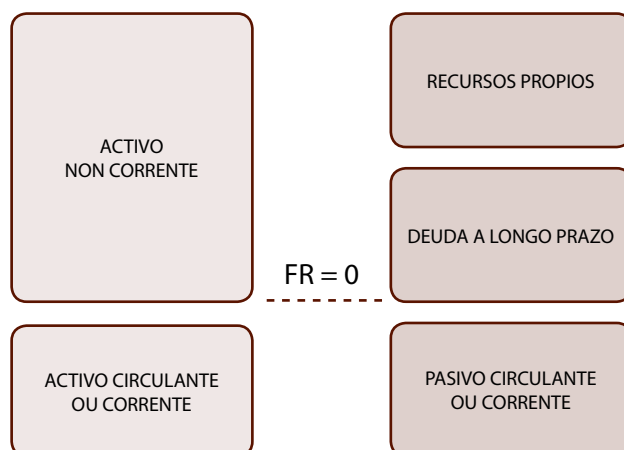 ACTIVO
NON CORRENTE
RECURSOS PROPIOS
DEUDA A LONGO PRAZO
FR = 0
ACTIVO CIRCULANTE
OU CORRENTE
PASIVO CIRCULANTE
OU CORRENTE